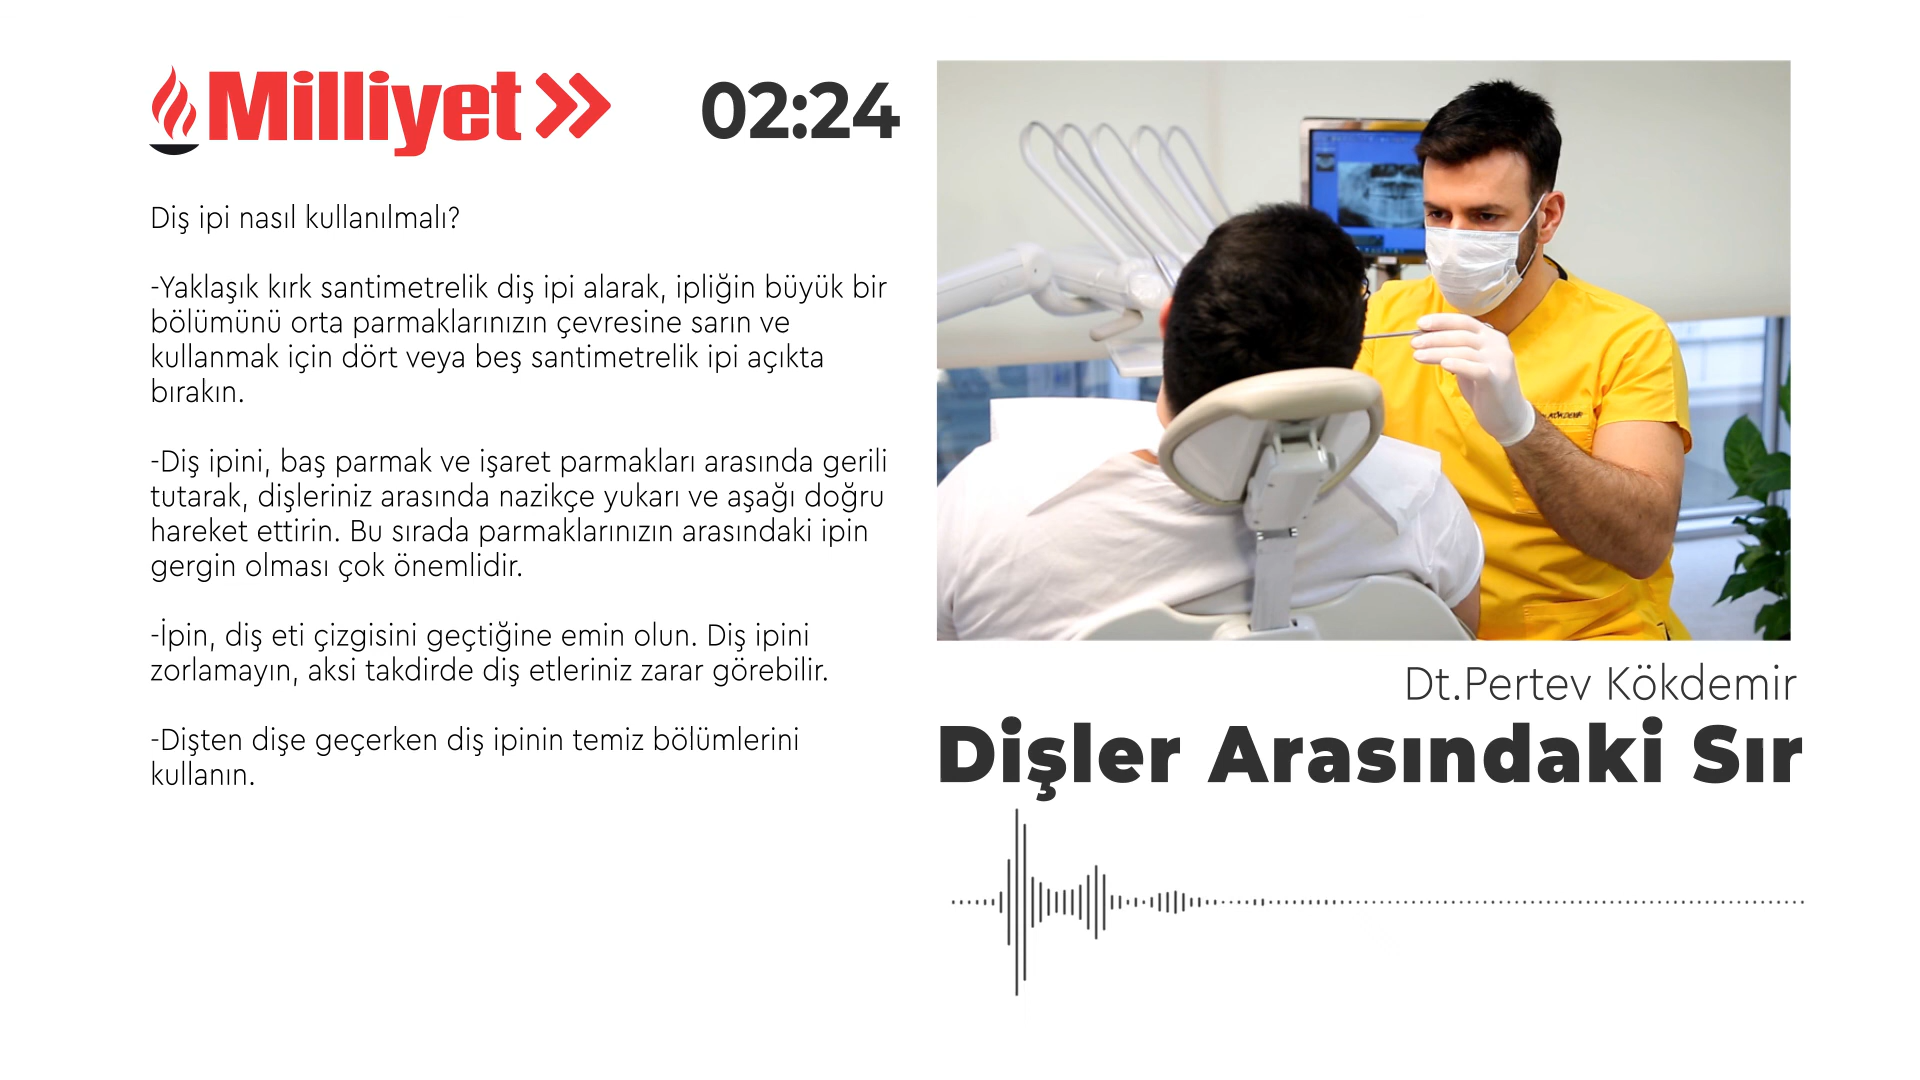 Milliyet
02:24
Diş ipi nasıl kullanılmalı?
-Yaklaşık kırk santimetrelik diş ipi alarak, ipliğin büyük bir
bölümünü orta parmaklarınızın çevresine sarın ve
kullanmak için dört veya beş santimetrelik ipi açıkta
bırakın.
-Diş ipini, baş parmak ve işaret parmakları arasında gerili
tutarak, dişleriniz arasında nazikçe yukarı ve aşağı doğru
hareket ettirin. Bu sırada parmaklarınızın arasındaki ipin
gergin olması çok önemlidir.
-İpin, diş eti çizgisini geçtiğine emin olun. Diş ipini
zorlamayın, aksi takdirde diş etleriniz zarar görebilir.
-Dişten dişe geçerken diş ipinin temiz bölümlerini
kullanın.
Dt.Pertev Kökdemir
Dişler Arasındaki Sır